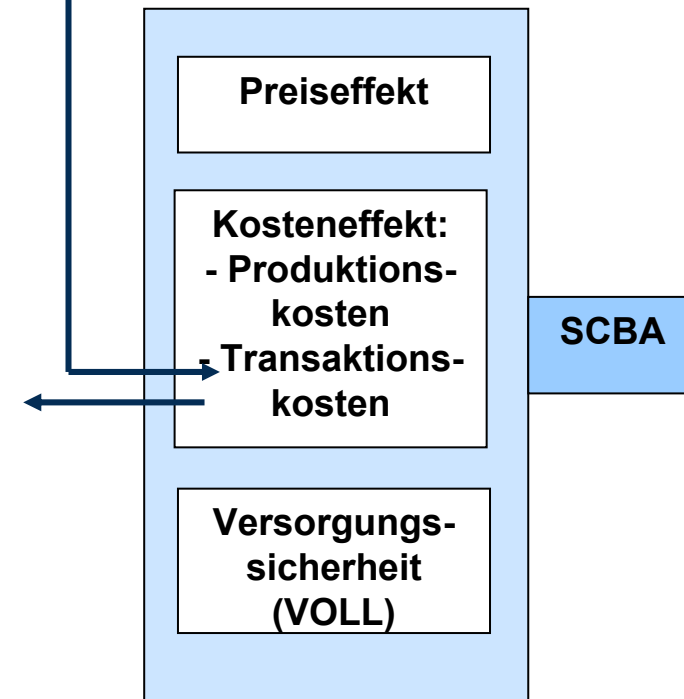 Preiseffekt
Kosteneffekt:
- Produktions-
kosten
- Transaktions-
kosten
SCBA
Versorgungs-
sicherheit
(VOLL)